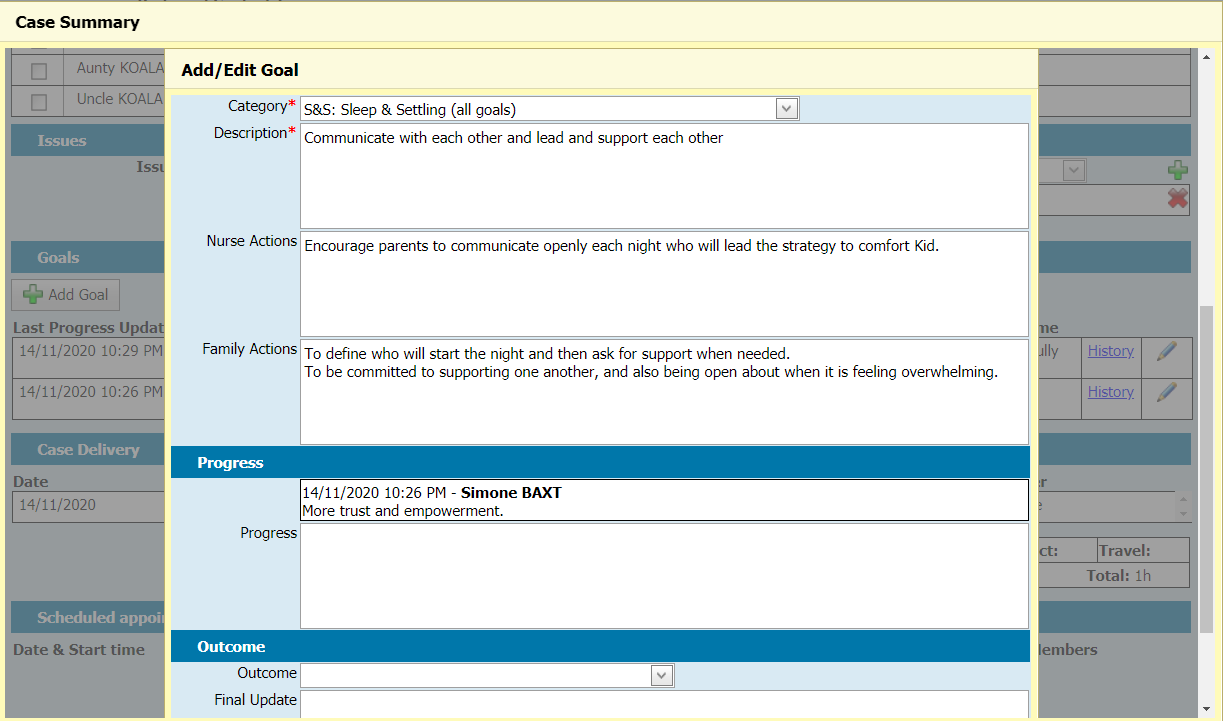 Case Summary
Aunty KOALA
Uncle KOALA
Issues
Goals
Add Goal
Last Progress
14/11/2020 10:29 PM
History
14/11/2020 10:26 PM
History
Case Delivery
Date
14/11/2020
Travel:
Total: 1h
Scheduled
Date & Start time
Add/Edit Goal
Category*
S&S: Sleep & Settling (all goals)
Description*
Communicate with each other and lead and support each other
Nurse Actions
Encourage parents to communicate openly each night who will lead the strategy to comfort Kid.
Family Actions
To define who will start the night and then ask for support when needed.
To be committed to supporting one another, and also being open about when it is feeling overwhelming.
Progress
14/11/2020 10:26 PM - Simone BAXT
More trust and empowerment.
Progress
Outcome
Outcome
Final Update